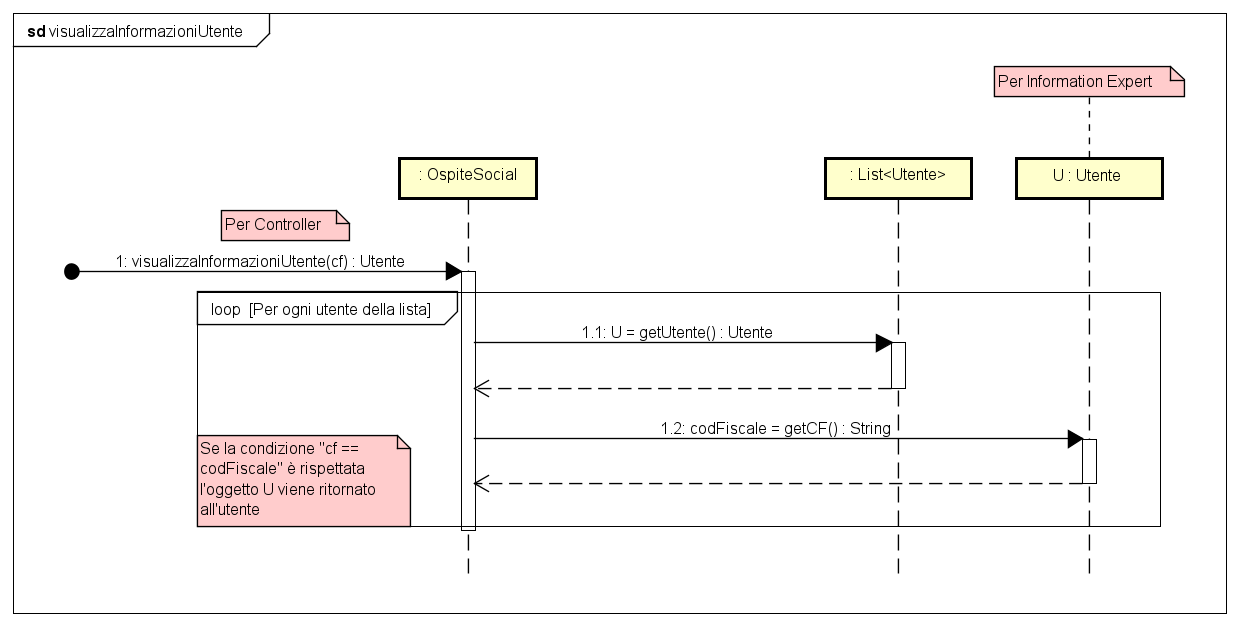 sd visualizzaInformazioniUtente
Per Information Expert
: OspiteSocial
: List<Utente>
U : Utente
Per Controller
1: visualizzaInformazioniUtente(cf) : Utente
loop [Per ogni utente della lista]
1.1: U = getUtente() : Utente
1.2: codFiscale = getCF() : String
Se la condizione "cf ==
codFiscale" è rispettata
l'oggetto U viene ritornato
all'utente